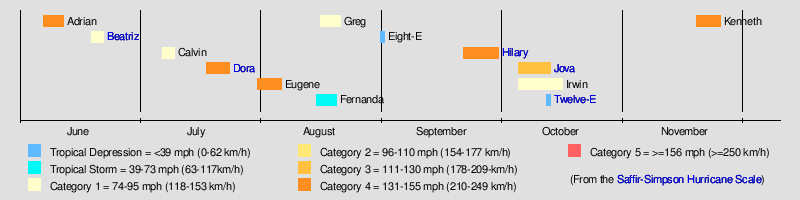 Adrian
Greg
Kenneth
Beatriz
Eight-E
Calvin
Hilary
Dora
Jova
Eugene
Irwin
Fernanda
Twelve-E
June
July
August
September
October
November
Tropical Depression = <39 mph (0-62 km/h)
Tropical Storm = 39-73 mph (63-117km/h)
Category 1 = 74-95 mph (118-153 km/h)
Category 2 = 96-110 mph (154-177 km/h)
Category 3 = 111-130 mph (178-209-km/h)
Category 4 = 131-155 mph (210-249 km/h)
Category 5 = >=156 mph (>=250 km/h)
(From the Saffir-Simpson Hurricane Scale)